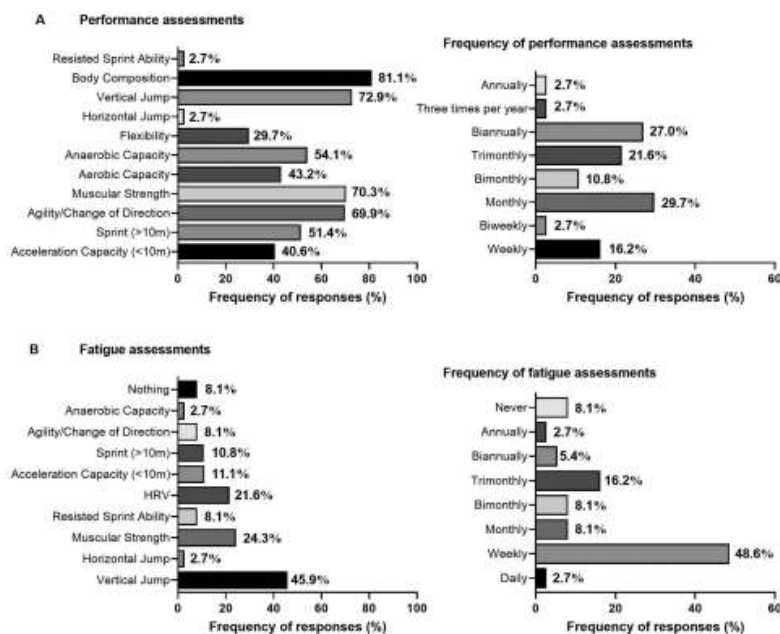 A Performance assessments
Resisted Sprint Ability 2.7%
Body Composition 81.1%
Vertical Jump 72.9%
Horizontal Jump 2.7%
Flexibility 29.7%
Anaerobic Capacity 54.1%
Aerobic Capacity 43.2%
Muscular Strength 70.3%
Agility/Change of Direction 69.9%
Sprint (>10m) 51.4%
Acceleration Capacity (<10m) 40.6%
0 20 40 60 80 100
Frequency of responses (%)
Frequency of performance assessments
Annually 2.7%
Three times per year 2.7%
Biannually 27.0%
Trimonthly 21.6%
Bimonthly 10.8%
Monthly 29.7%
Biweekly 2.7%
Weekly 16.2%
0 20 40 60
Frequency of responses (%)
B Fatigue assessments
Nothing 8.1%
Anaerobic Capacity 2.7%
Agility/Change of Direction 8.1%
Sprint (>10m) 10.8%
Acceleration Capacity (<10m) 11.1%
HRV 21.6%
Resisted Sprint Ability 8.1%
Muscular Strength 24.3%
Horizontal Jump 2.7%
Vertical Jump 45.9%
0 20 40 60 80 100
Frequency of responses (%)
Frequency of fatigue assessments
Never 8.1%
Annually 2.7%
Biannually 5.4%
Trimonthly 16.2%
Bimonthly 8.1%
Monthly 8.1%
Weekly 48.6%
Daily 2.7%
0 20 40 60
Frequency of responses (%)